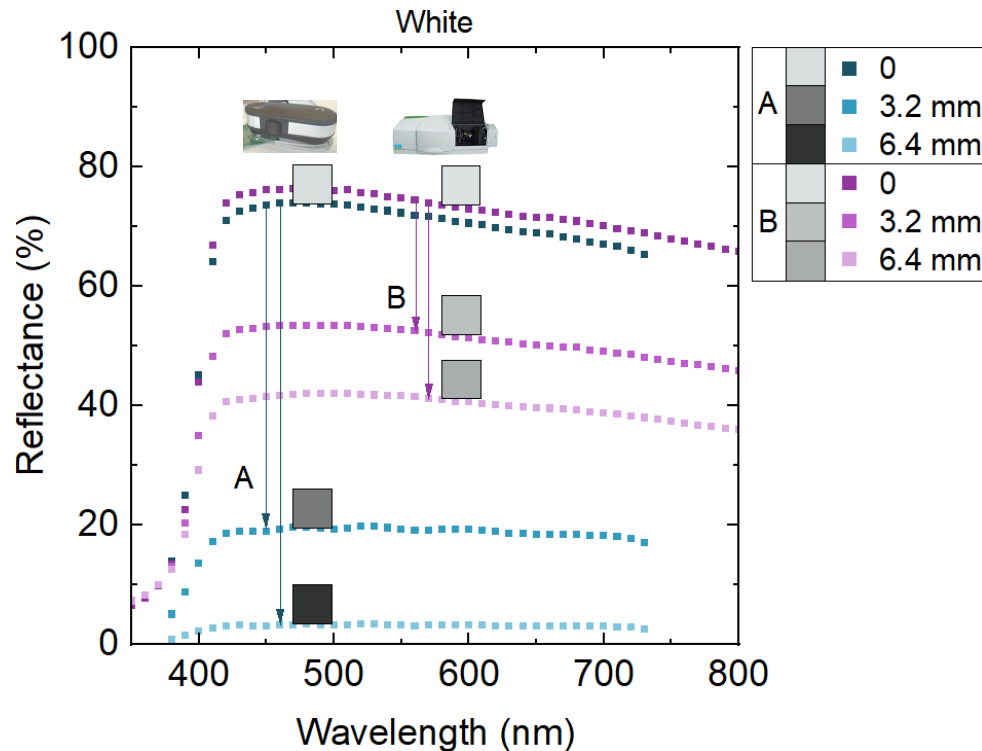 White
100
80
60
40
20
0
Reflectance (%)
400
500
600
700
800
Wavelength (nm)
A
B
A
0
3.2 mm
6.4 mm
B
0
3.2 mm
6.4 mm